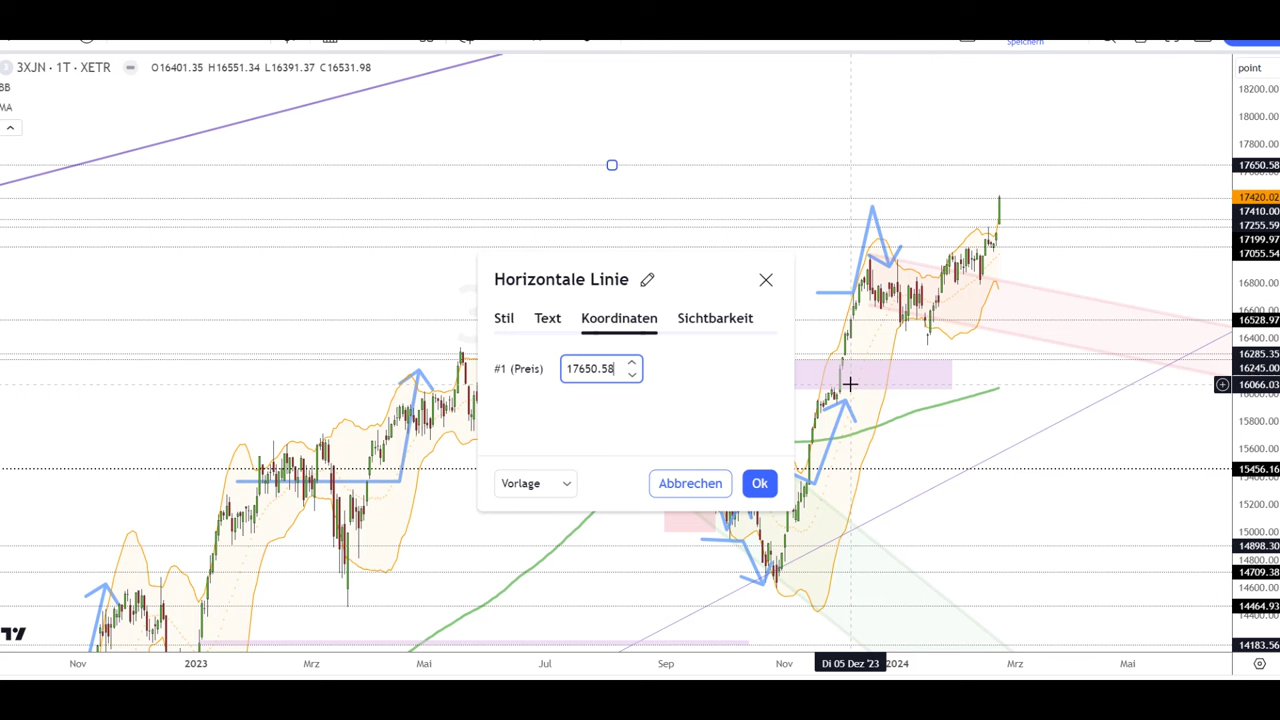 Speichern
3XJN · 1T · XETR
O16401.35 H16551.34 L16391.37 C16531.98
BB
MA
point
18200.00
18000.00
17800.00
17650.58
17420.02
17410.00
17255.59
17199.97
17055.54
16800.00
16528.97
16400.00
16285.35
16245.00
16066.03
15800.00
15600.00
15456.16
15200.00
15000.00
14898.30
14709.38
14600.00
14464.93
14183.56
Horizontale Linie
Stil Text Koordinaten Sichtbarkeit
#1 (Preis) 17650.58
Vorlage Abbrechen Ok
Nov 2023 Mrz Mai Jul Sep Nov Di 05 Dez '23 2024 Mrz Mai